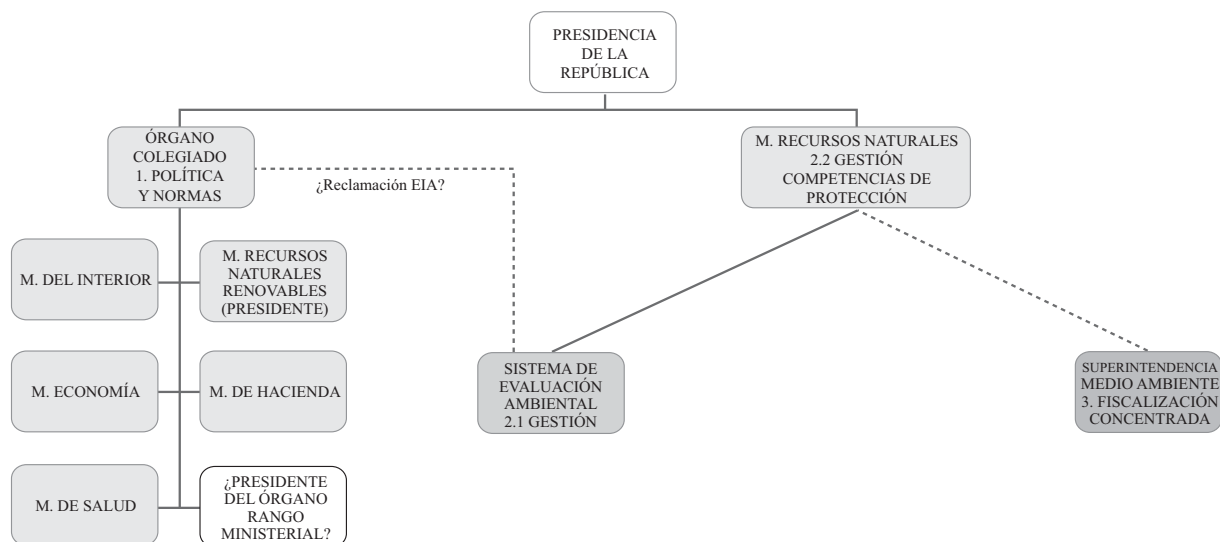 PRESIDENCIA
DE LA
REPÚBLICA
ÓRGANO
COLEGIADO
1. POLÍTICA
Y NORMAS
M. RECURSOS NATURALES
2.2 GESTIÓN
COMPETENCIAS DE
PROTECCIÓN
¿Reclamación EIA?
M. DEL INTERIOR
M. RECURSOS
NATURALES
RENOVABLES
(PRESIDENTE)
M. ECONOMÍA
M. DE HACIENDA
SISTEMA DE
EVALUACIÓN
AMBIENTAL
2.1 GESTIÓN
SUPERINTENDENCIA
MEDIO AMBIENTE
3. FISCALIZACIÓN
CONCENTRADA
M. DE SALUD
¿PRESIDENTE
DEL ÓRGANO
RANGO
MINISTERIAL?